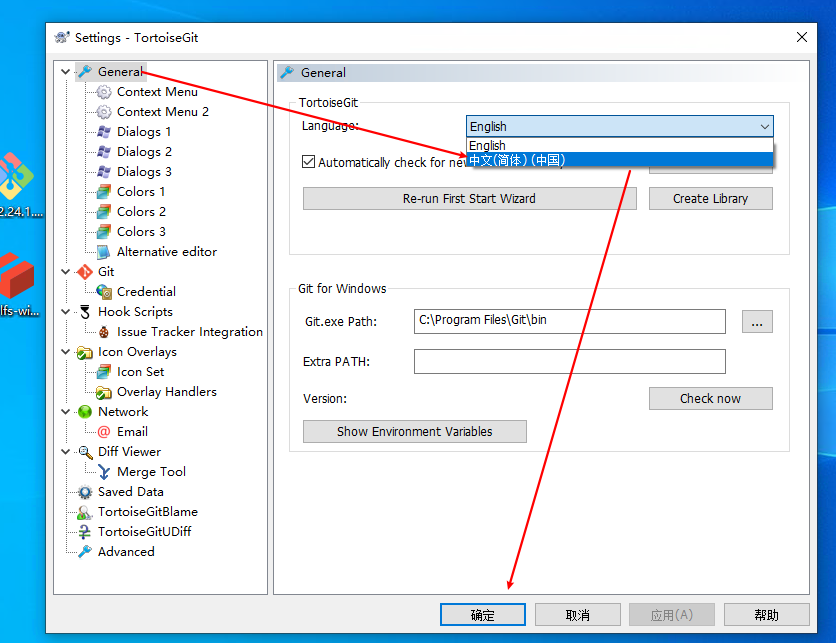 Settings - TortoiseGit
General
Context Menu
Context Menu 2
Dialogs 1
Dialogs 2
Dialogs 3
Colors 1
Colors 2
Colors 3
Alternative editor
Git
Credential
Hook Scripts
Issue Tracker Integration
Icon Overlays
Icon Set
Overlay Handlers
Network
Email
Diff Viewer
Merge Tool
Saved Data
TortoiseGitBlame
TortoiseGitUDiff
Advanced
General
TortoiseGit
Language:
English
English
中文(简体) (中国)
Automatically check for new
Re-run First Start Wizard
Create Library
Git for Windows
Git.exe Path:
C:\Program Files\Git\bin
...
Extra PATH:
Version:
Check now
Show Environment Variables
确定
取消
应用(A)
帮助
2.24.1....
lfs-wi...